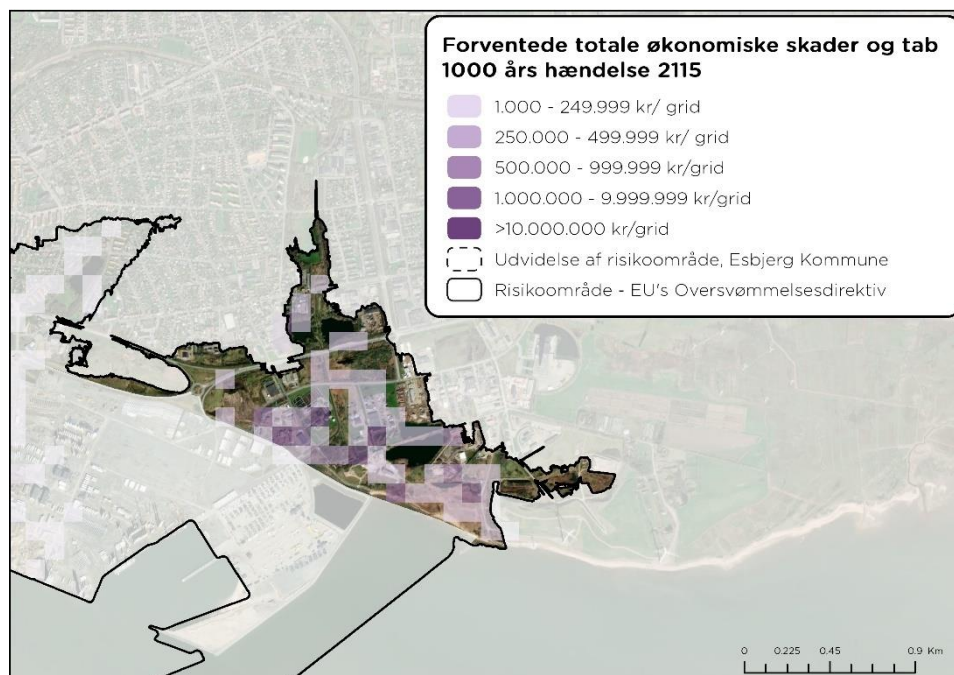 Forventede totale økonomiske skader og tab
1000 års hændelse 2115
1.000 - 249.999 kr/ grid
250.000 - 499.999 kr/ grid
500.000 - 999.999 kr/grid
1.000.000 - 9.999.999 kr/grid
>10.000.000 kr/grid
Udvidelse af risikoområde, Esbjerg Kommune
Risikoområde - EU's Oversvømmelsesdirektiv
0 0.225 0.45 0.9 Km